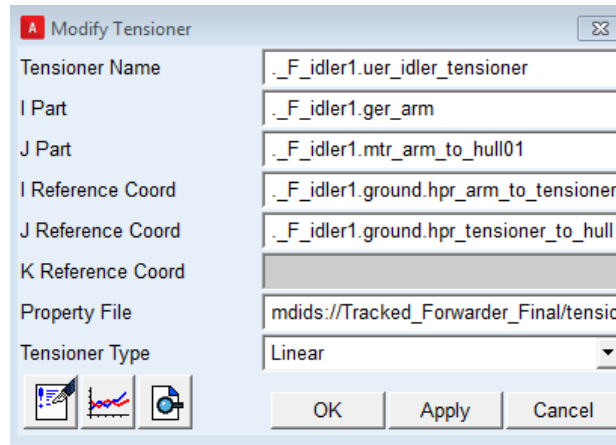 Modify Tensioner
Tensioner Name ._F_idler1.uer_idler_tensioner
I Part ._F_idler1.ger_arm
J Part ._F_idler1.mtr_arm_to_hull01
I Reference Coord ._F_idler1.ground.hpr_arm_to_tensioner
J Reference Coord ._F_idler1.ground.hpr_tensioner_to_hull
K Reference Coord
Property File mdids://Tracked_Forwarder_Final/tensio
Tensioner Type Linear
OK Apply Cancel